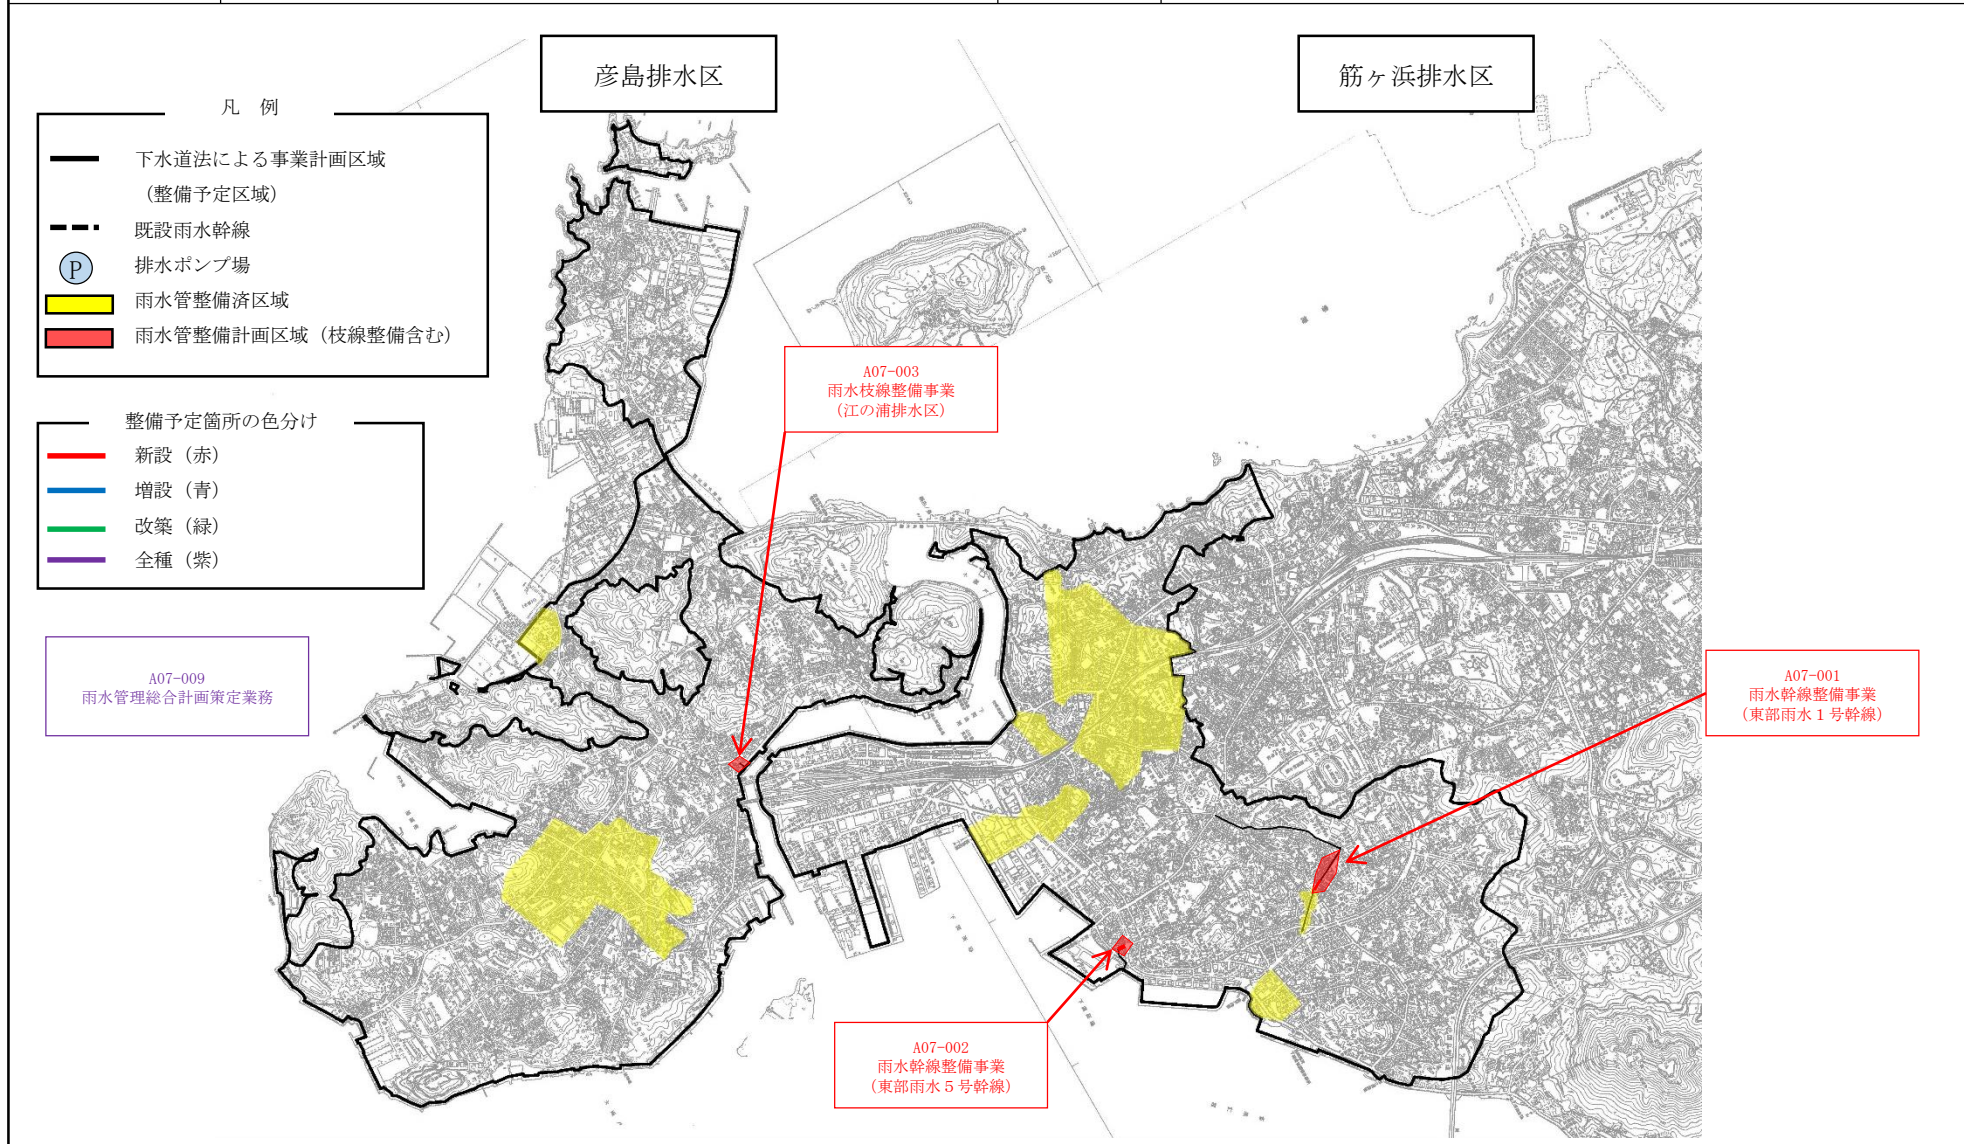 彦島排水区
筋ヶ浜排水区
凡　例
下水道法による事業計画区域
（整備予定区域）
既設雨水幹線
P
排水ポンプ場
雨水管整備済区域
雨水管整備計画区域（枝線整備含む）
整備予定箇所の色分け
新設（赤）
増設（青）
改築（緑）
全種（紫）
A07-003
雨水枝線整備事業
（江の浦排水区）
A07-009
雨水管理総合計画策定業務
A07-001
雨水幹線整備事業
（東部雨水１号幹線）
A07-002
雨水幹線整備事業
（東部雨水５号幹線）